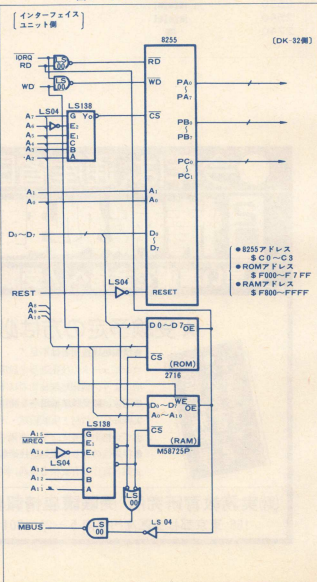 インターフェイス
ユニット側
8255
〔DK-32側〕
IORQ
RD
LS
00
RD
WD
LS
00
WD
PA₀
〜
PA₇
LS04
LS138
A₇
G Y₀
CS
A₆
E₂
PB₀
〜
PB₇
A₅
E₁
A₄
C
A₃
B
A₂
A
PC₀
〜
PC₁
A₁
A₁
A₀
A₀
D₀〜D₇
D₀
〜
D₇
●8255アドレス
$C0〜C3
●ROMアドレス
$F000〜F7FF
●RAMアドレス
$F800〜FFFF
LS04
REST
RESET
A₈
A₉
A₁₀
D0〜D7 OE
CS
(ROM)
2716
D₀〜D₇ WE
OE
A₀〜A₁₀
CS
(RAM)
M58725P
LS138
A₁₅
G
MREQ
E₁
A₁₄
E₂
LS04
A₁₃
C
A₁₂
B
A₁₁
A
LS
00
MBUS
LS
00
LS 04